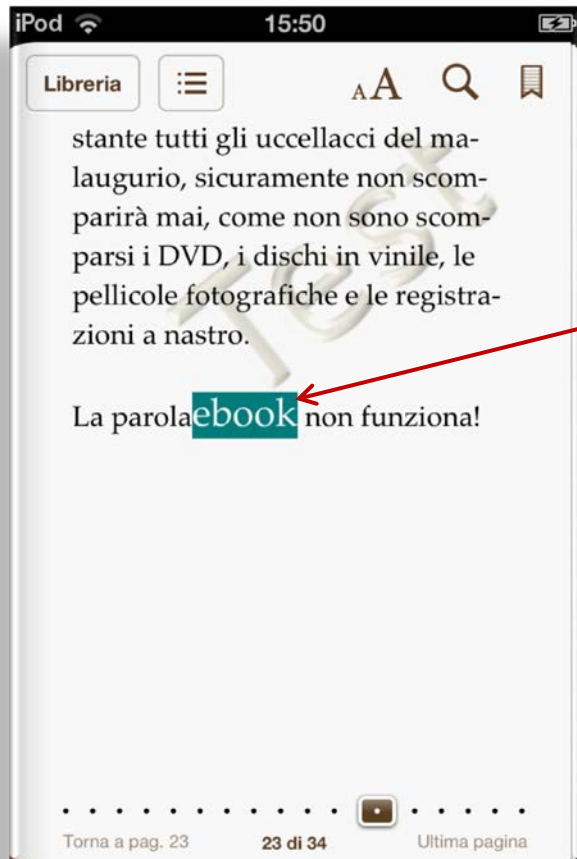 iPod 15:50
Libreria AA
stante tutti gli uccellacci del ma-
laugurio, sicuramente non scom-
parirà mai, come non sono scom-
parsi i DVD, i dischi in vinile, le
pellicole fotografiche e le registra-
zioni a nastro.
La parolaebook non funziona!
Torna a pag. 23 23 di 34 Ultima pagina
Test